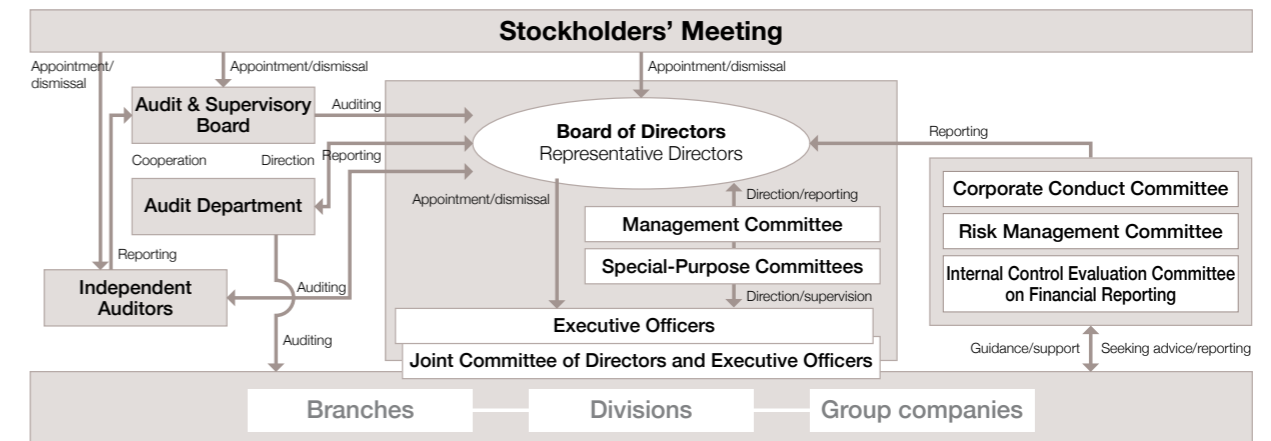 Stockholders' Meeting
Appointment/
dismissal
Appointment/dismissal
Appointment/dismissal
Audit & Supervisory
Board
Auditing
Board of Directors
Representative Directors
Reporting
Cooperation
Direction
Reporting
Corporate Conduct Committee
Audit Department
Appointment/dismissal
Direction/reporting
Management Committee
Risk Management Committee
Reporting
Special-Purpose Committees
Internal Control Evaluation Committee
on Financial Reporting
Independent
Auditors
Auditing
Direction/supervision
Executive Officers
Auditing
Joint Committee of Directors and Executive Officers
Guidance/support
Seeking advice/reporting
Branches
Divisions
Group companies